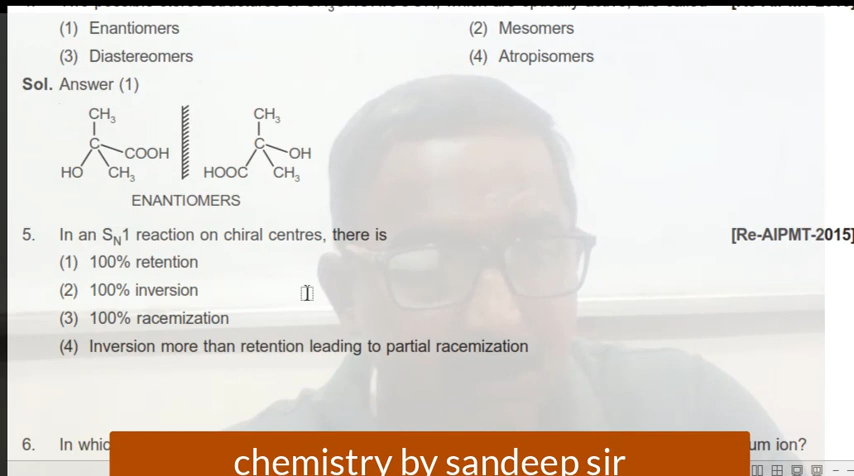 (1) Enantiomers (2) Mesomers
(3) Diastereomers (4) Atropisomers
Sol. Answer (1)
CH3 CH3
C COOH C OH
HO CH3 HOOC CH3
ENANTIOMERS
5. In an SN1 reaction on chiral centres, there is [Re-AIPMT-2015]
(1) 100% retention
(2) 100% inversion
(3) 100% racemization
(4) Inversion more than retention leading to partial racemization
6. In whic um ion?
chemistry by sandeep sir